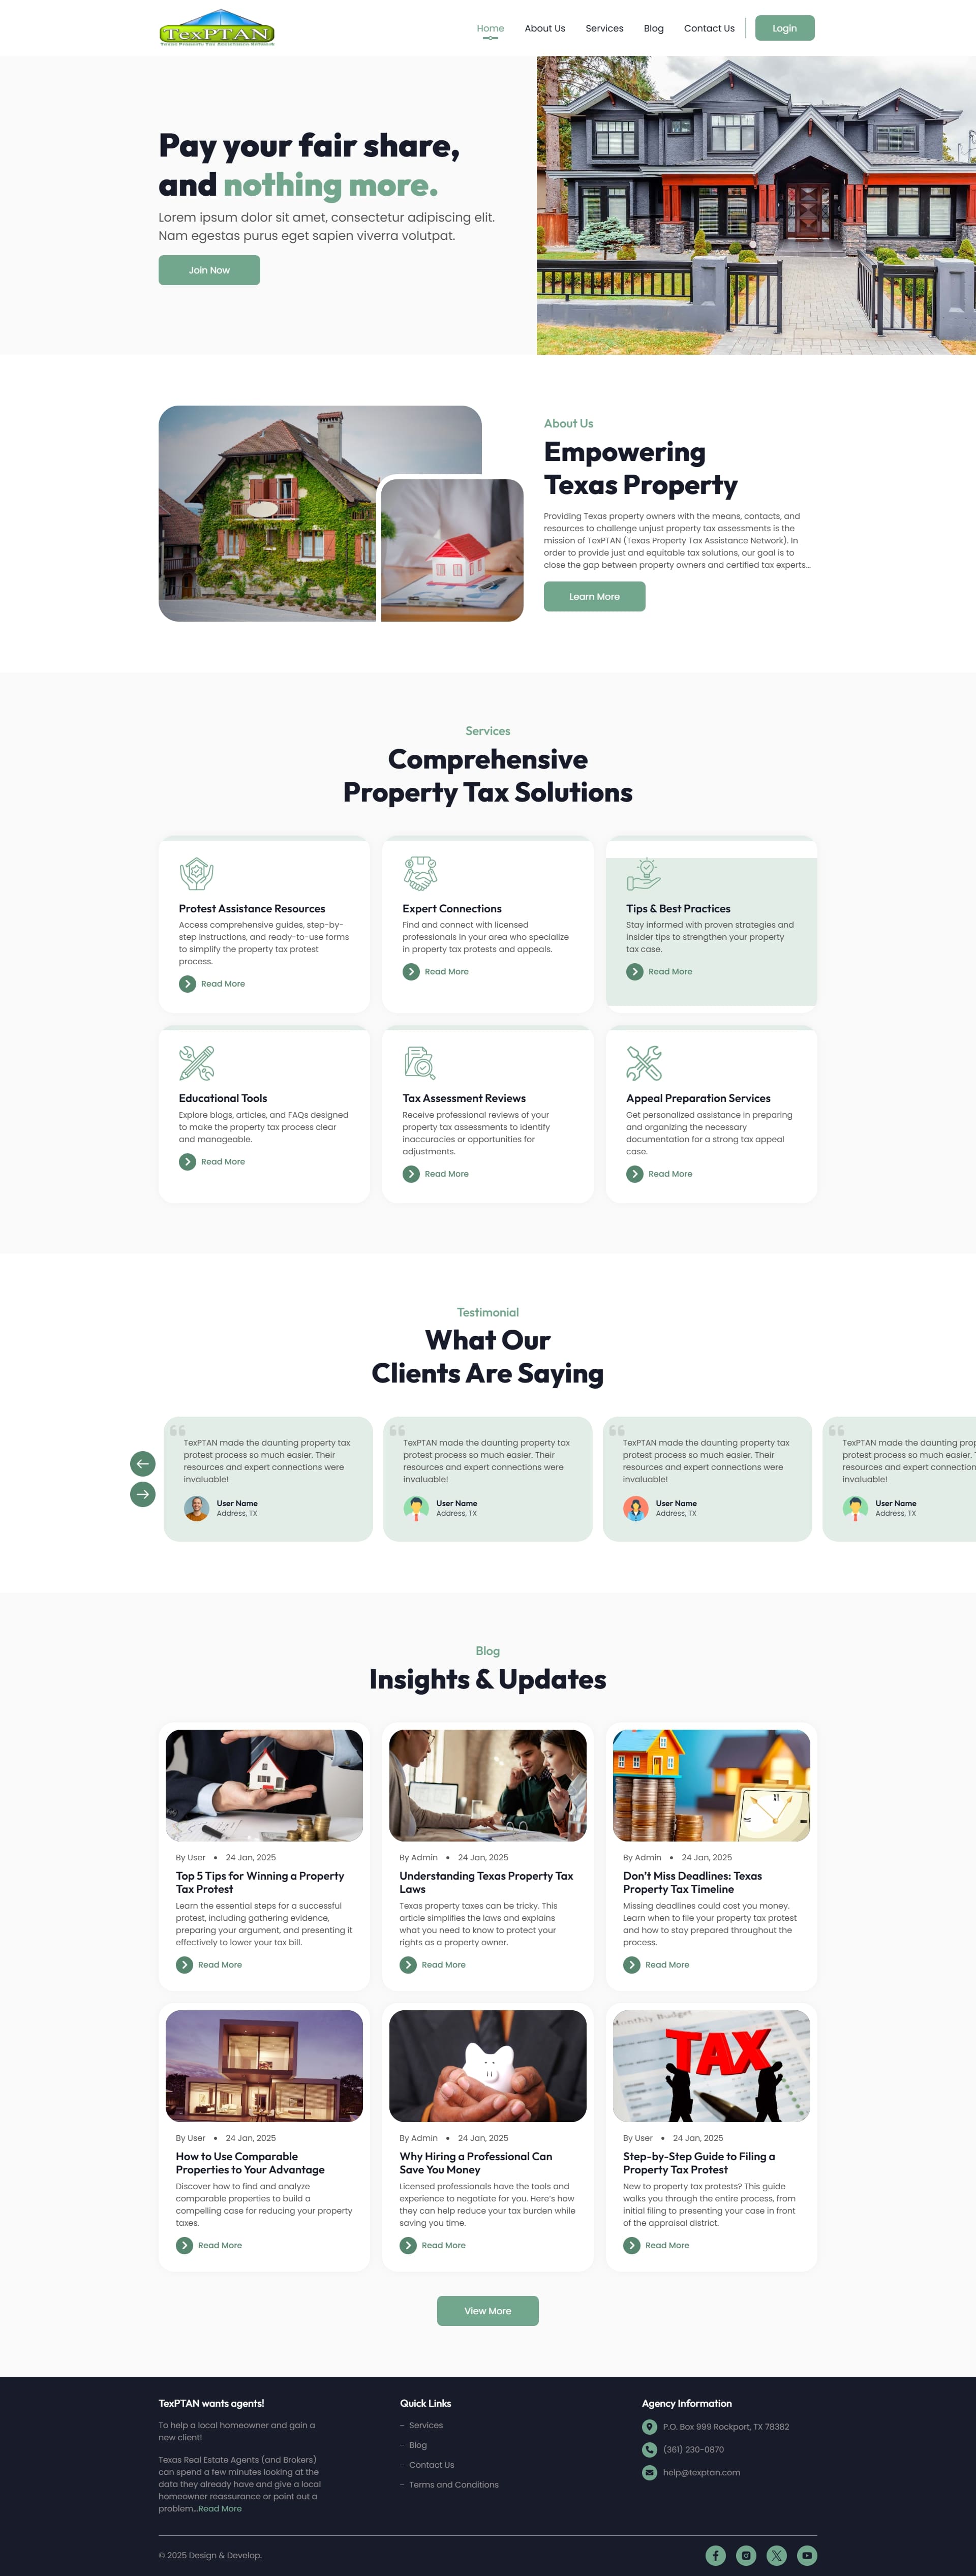 TexPTAN
Texas Property Tax Assistance Network
Home
About Us
Services
Blog
Contact Us
Login
Pay your fair share,
and nothing more.
Lorem ipsum dolor sit amet, consectetur adipiscing elit.
Nam egestas purus eget sapien viverra volutpat.
Join Now
About Us
Empowering
Texas Property
Providing Texas property owners with the means, contacts, and
resources to challenge unjust property tax assessments is the
mission of TexPTAN (Texas Property Tax Assistance Network). In
order to provide just and equitable tax solutions, our goal is to
close the gap between property owners and certified tax experts...
Learn More
Services
Comprehensive
Property Tax Solutions
Protest Assistance Resources
Access comprehensive guides, step-by-
step instructions, and ready-to-use forms
to simplify the property tax protest
process.
Read More
Expert Connections
Find and connect with licensed
professionals in your area who specialize
in property tax protests and appeals.
Read More
Tips & Best Practices
Stay informed with proven strategies and
insider tips to strengthen your property
tax case.
Read More
Educational Tools
Explore blogs, articles, and FAQs designed
to make the property tax process clear
and manageable.
Read More
Tax Assessment Reviews
Receive professional reviews of your
property tax assessments to identify
inaccuracies or opportunities for
adjustments.
Read More
Appeal Preparation Services
Get personalized assistance in preparing
and organizing the necessary
documentation for a strong tax appeal
case.
Read More
Testimonial
What Our
Clients Are Saying
TexPTAN made the daunting property tax
protest process so much easier. Their
resources and expert connections were
invaluable!
User Name
Address, TX
TexPTAN made the daunting property tax
protest process so much easier. Their
resources and expert connections were
invaluable!
User Name
Address, TX
TexPTAN made the daunting property tax
protest process so much easier. Their
resources and expert connections were
invaluable!
User Name
Address, TX
TexPTAN made the daunting prop
protest process so much easier.
resources and expert connection
invaluable!
User Name
Address, TX
Blog
Insights & Updates
By User • 24 Jan, 2025
Top 5 Tips for Winning a Property
Tax Protest
Learn the essential steps for a successful
protest, including gathering evidence,
preparing your argument, and presenting it
effectively to lower your tax bill.
Read More
By Admin • 24 Jan, 2025
Understanding Texas Property Tax
Laws
Texas property taxes can be tricky. This
article simplifies the laws and explains
what you need to know to protect your
rights as a property owner.
Read More
By Admin • 24 Jan, 2025
Don't Miss Deadlines: Texas
Property Tax Timeline
Missing deadlines could cost you money.
Learn when to file your property tax protest
and how to stay prepared throughout the
process.
Read More
By User • 24 Jan, 2025
How to Use Comparable
Properties to Your Advantage
Discover how to find and analyze
comparable properties to build a
compelling case for reducing your property
taxes.
Read More
By Admin • 24 Jan, 2025
Why Hiring a Professional Can
Save You Money
Licensed professionals have the tools and
experience to negotiate for you. Here's how
they can help reduce your tax burden while
saving you time.
Read More
Monthly Budget
TAX
By User • 24 Jan, 2025
Step-by-Step Guide to Filing a
Property Tax Protest
New to property tax protests? This guide
walks you through the entire process, from
initial filing to presenting your case in front
of the appraisal district.
Read More
View More
TexPTAN wants agents!
To help a local homeowner and gain a
new client!
Texas Real Estate Agents (and Brokers)
can spend a few minutes looking at the
data they already have and give a local
homeowner reassurance or point out a
problem...Read More
Quick Links
– Services
– Blog
– Contact Us
– Terms and Conditions
Agency Information
P.O. Box 999 Rockport, TX 78382
(361) 230-0870
help@texptan.com
© 2025 Design & Develop.